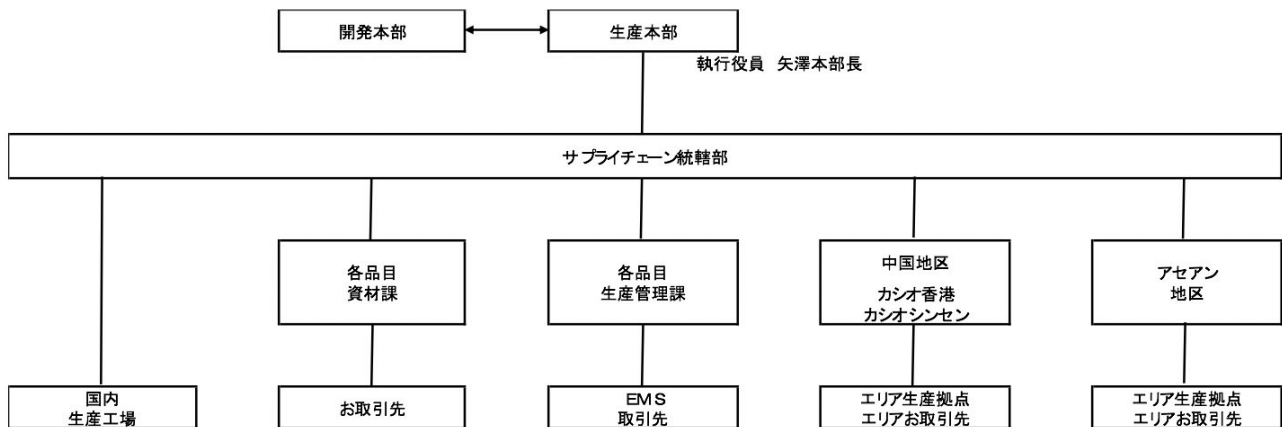 開発本部
生産本部
執行役員 矢澤本部長
サプライチェーン統轄部
各品目
資材課
各品目
生産管理課
中国地区
カシオ香港
カシオシンセン
アセアン
地区
国内
生産工場
お取引先
EMS
取引先
エリア生産拠点
エリアお取引先
エリア生産拠点
エリアお取引先